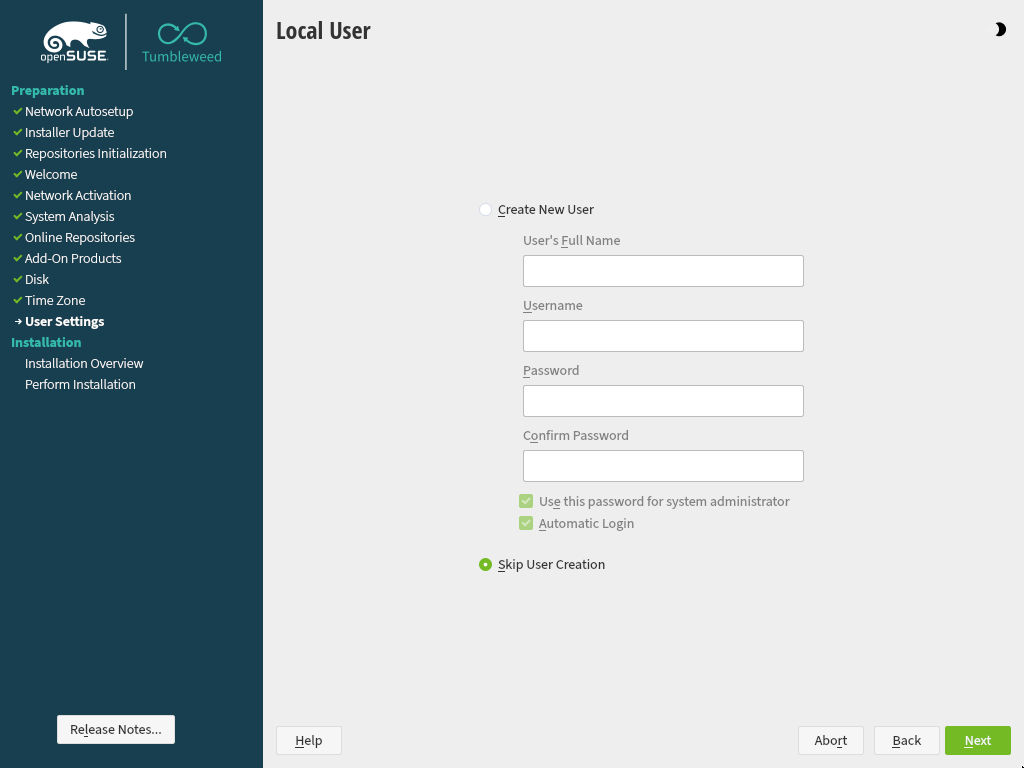 openSUSE
Tumbleweed
Preparation
Network Autosetup
Installer Update
Repositories Initialization
Welcome
Network Activation
System Analysis
Online Repositories
Add-On Products
Disk
Time Zone
User Settings
Installation
Installation Overview
Perform Installation
Release Notes...
Local User
Create New User
User's Full Name
Username
Password
Confirm Password
Use this password for system administrator
Automatic Login
Skip User Creation
Help
Abort
Back
Next